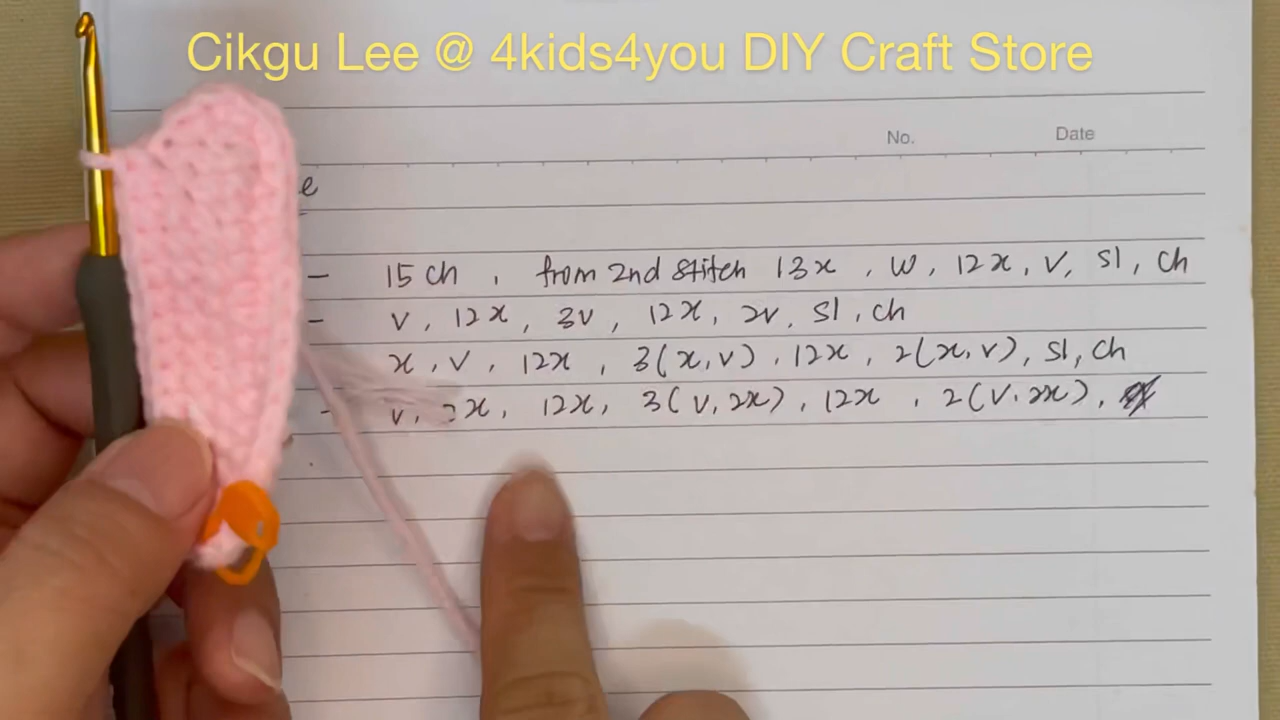 Cikgu Lee @ 4kids4you DIY Craft Store
No. Date
e
- 15 ch , from 2nd stitch 13x , W , 12x , V , sl , ch
- V , 12x , 3V , 12x , 2V , sl , ch
x , V , 12x , 3(x,V) , 12x , 2(x,V) , sl , ch
- V , 2x , 12x , 3(V,2x) , 12x , 2(V,2x) ,